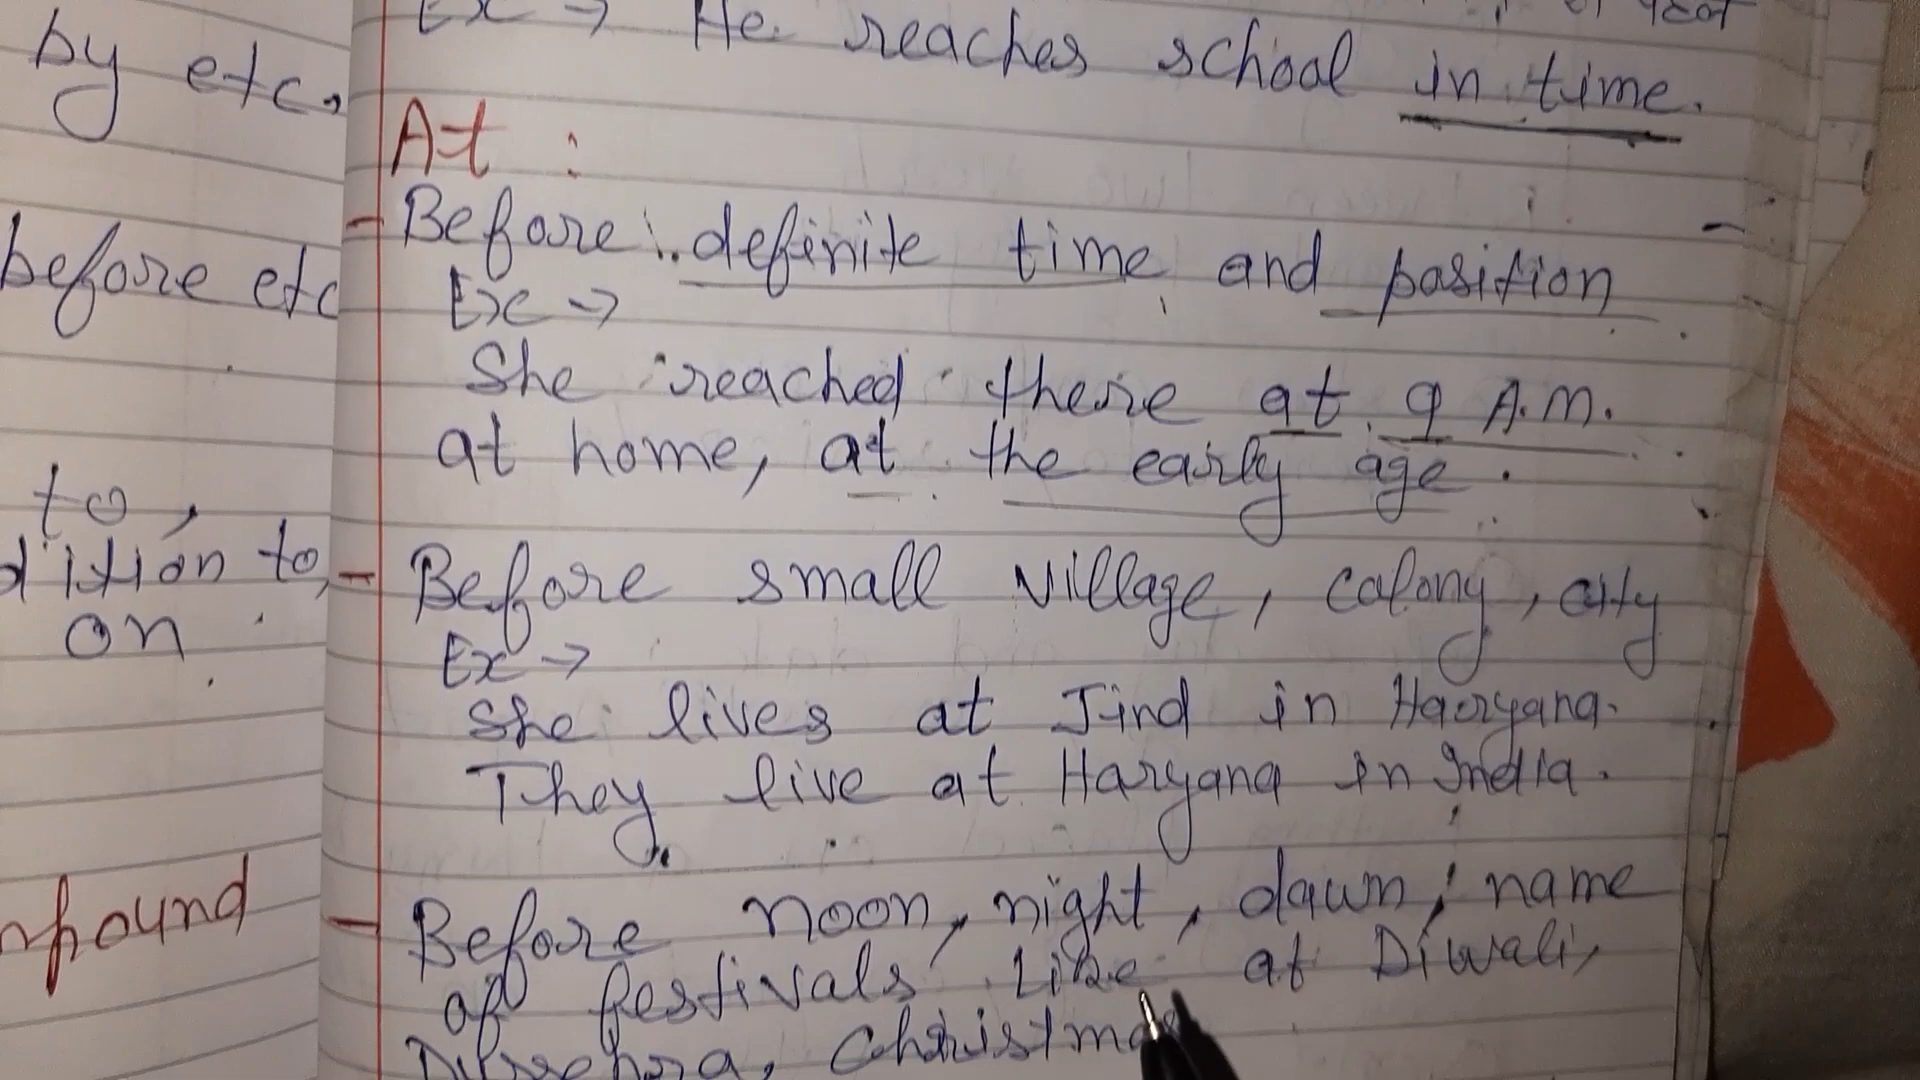 by etc,
before etc
to,
dition to,
on
mpound
Ex → He reaches school in time.
At :
- Before definite time and position
Ex →
She reached there at 9 A.M.
at home, at the early age.
- Before small village, colony, city
Ex →
She lives at Jind in Haryana.
They live at Haryana in India.
- Before noon, night, dawn, name
of festivals like at Diwali,
Dussehra, Christmas